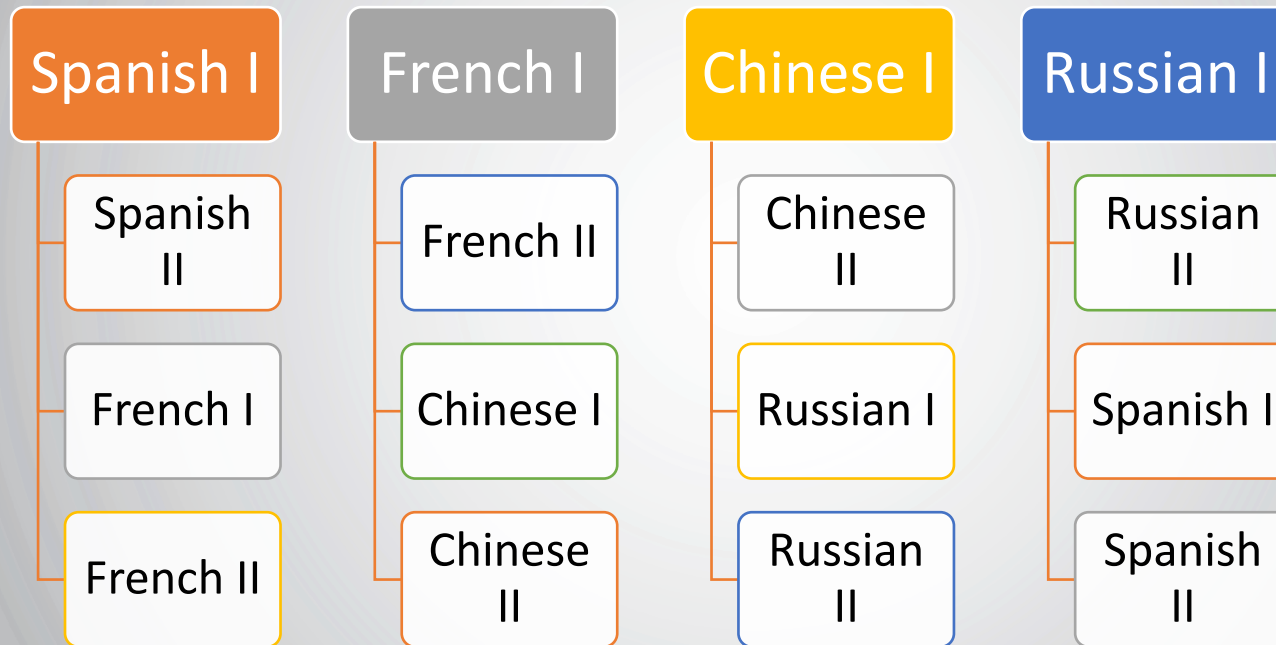 Spanish I
Spanish
II
French I
French II
French I
French II
Chinese I
Chinese
II
Chinese I
Chinese
II
Russian I
Russian
II
Russian I
Russian
II
Spanish I
Spanish
II